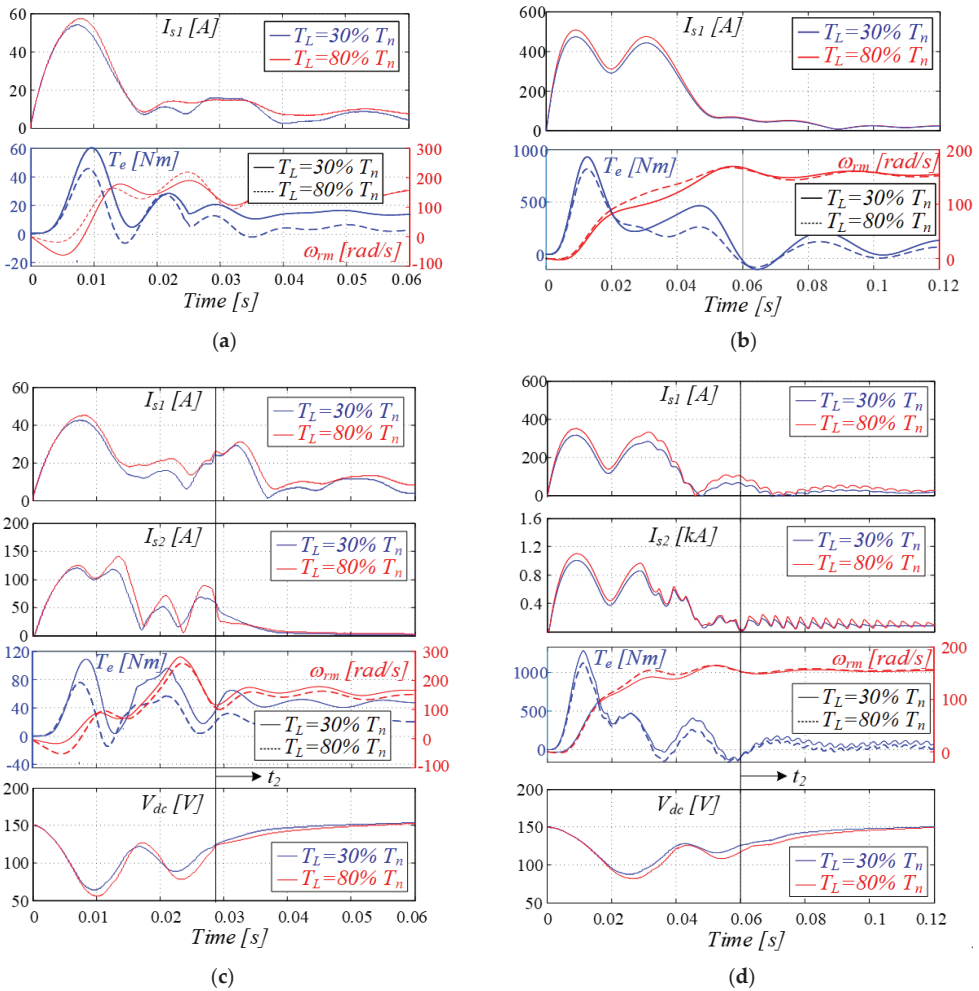 I_s1 [A]
60
40
20
0
T_L=30% T_n
T_L=80% T_n
T_e [Nm]
60
40
20
0
-20
T_L=30% T_n
T_L=80% T_n
300
200
100
0
-100
ω_rm [rad/s]
0 0.01 0.02 0.03 0.04 0.05 0.06
Time [s]
(a)
I_s1 [A]
600
400
200
0
T_L=30% T_n
T_L=80% T_n
T_e [Nm]
1000
500
0
ω_rm [rad/s]
T_L=30% T_n
T_L=80% T_n
200
100
0
0 0.02 0.04 0.06 0.08 0.1 0.12
Time [s]
(b)
I_s1 [A]
60
40
20
0
T_L=30% T_n
T_L=80% T_n
I_s2 [A]
200
150
100
50
0
T_L=30% T_n
T_L=80% T_n
T_e [Nm]
120
80
40
0
-40
ω_rm [rad/s]
T_L=30% T_n
T_L=80% T_n
300
200
100
0
-100
t_2
V_dc [V]
200
150
100
50
T_L=30% T_n
T_L=80% T_n
0 0.01 0.02 0.03 0.04 0.05 0.06
Time [s]
(c)
I_s1 [A]
600
400
200
0
T_L=30% T_n
T_L=80% T_n
I_s2 [kA]
1.6
1.2
0.8
0.4
T_L=30% T_n
T_L=80% T_n
T_e [Nm]
1000
500
0
ω_rm [rad/s]
T_L=30% T_n
T_L=80% T_n
200
100
0
t_2
V_dc [V]
200
150
100
50
T_L=30% T_n
T_L=80% T_n
0 0.02 0.04 0.06 0.08 0.1 0.12
Time [s]
(d)